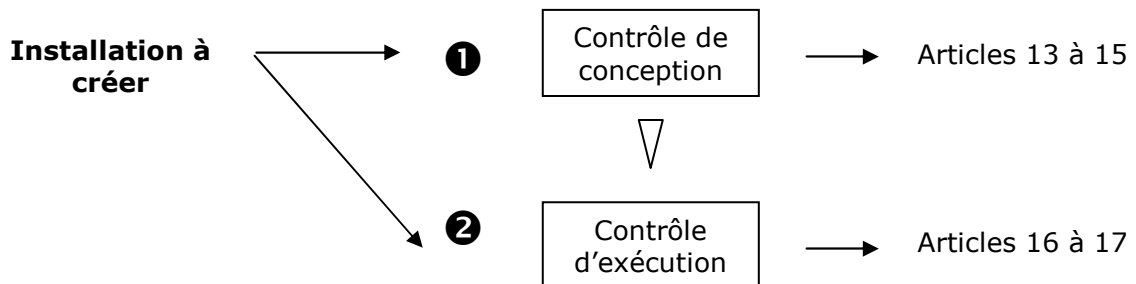 Installation à
créer
❶
Contrôle de
conception
Articles 13 à 15
❷
Contrôle
d’exécution
Articles 16 à 17